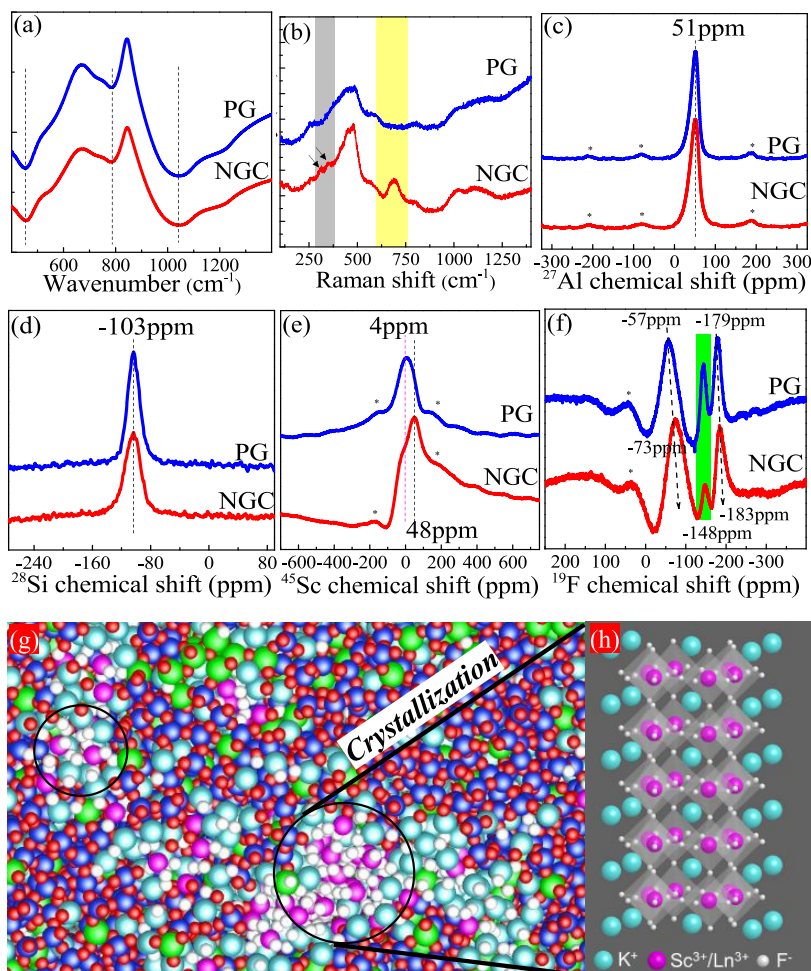 (a)
PG
NGC
600 800 1000 1200
Wavenumber (cm⁻¹)
(b)
PG
NGC
250 500 750 1000 1250
Raman shift (cm⁻¹)
(c)
51ppm
PG
NGC
* * *
* * *
-300 -200 -100 0 100 200 300
²⁷Al chemical shift (ppm)
(d)
-103ppm
PG
NGC
-240 -160 -80 0 80
²⁸Si chemical shift (ppm)
(e)
4ppm
* *
PG
NGC
* *
48ppm
-600 -400 -200 0 200 400 600
⁴⁵Sc chemical shift (ppm)
(f)
-57ppm -179ppm
*
PG
-73ppm
NGC
*
-183ppm
-148ppm
200 100 0 -100 -200 -300
¹⁹F chemical shift (ppm)
(g)
Crystallization
(h)
K⁺ Sc³⁺/Ln³⁺ F⁻